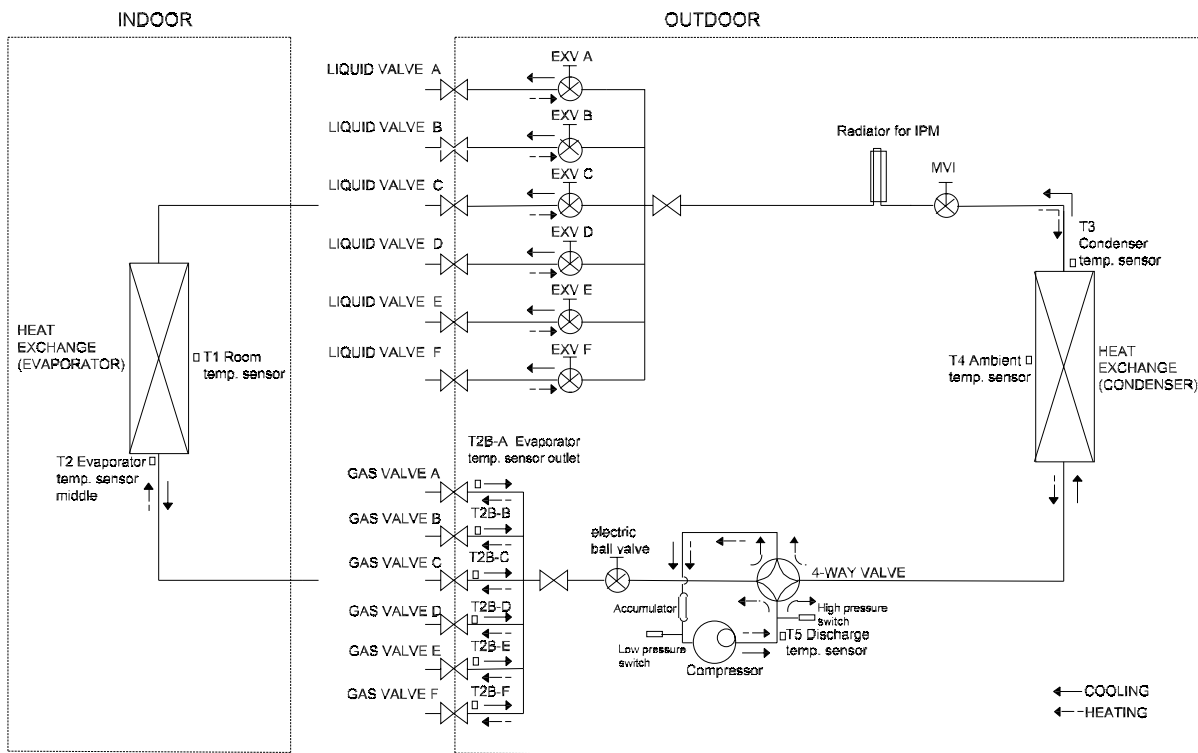 INDOOR
OUTDOOR
LIQUID VALVE A
EXV A
LIQUID VALVE B
EXV B
LIQUID VALVE C
EXV C
LIQUID VALVE D
EXV D
LIQUID VALVE E
EXV E
LIQUID VALVE F
EXV F
Radiator for IPM
MVI
T3
Condenser
temp. sensor
HEAT
EXCHANGE
(EVAPORATOR)
T1 Room
temp. sensor
T4 Ambient
temp. sensor
HEAT
EXCHANGE
(CONDENSER)
T2 Evaporator
temp. sensor
middle
T2B-A Evaporator
temp. sensor outlet
GAS VALVE A
GAS VALVE B
T2B-B
GAS VALVE C
T2B-C
GAS VALVE D
T2B-D
GAS VALVE E
T2B-E
GAS VALVE F
T2B-F
electric
ball valve
4-WAY VALVE
Accumulator
High pressure
switch
Low pressure
switch
T5 Discharge
temp. sensor
Compressor
COOLING
HEATING